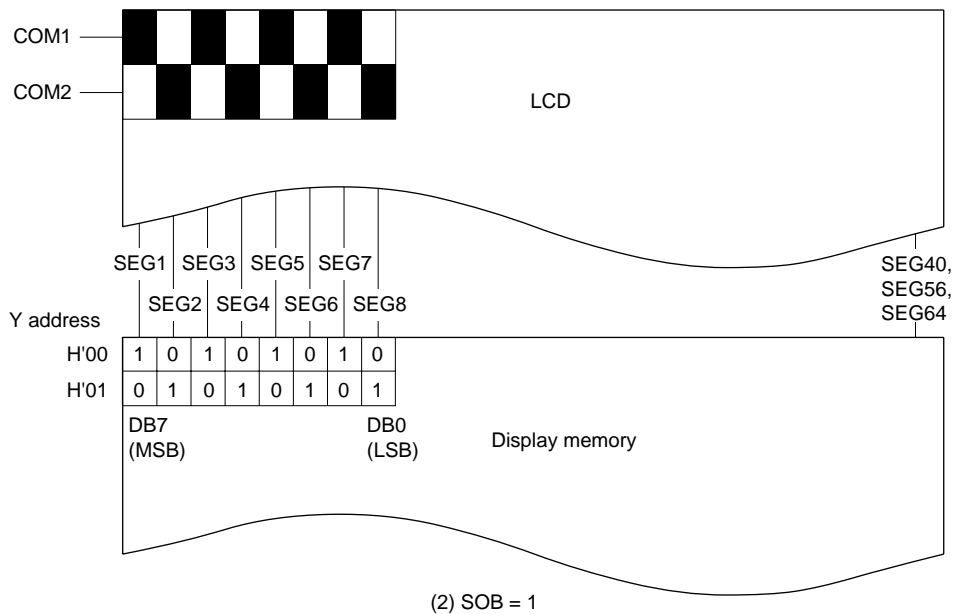 COM1
COM2
LCD
SEG1 SEG3 SEG5 SEG7
SEG2 SEG4 SEG6 SEG8
SEG40,
SEG56,
SEG64
Y address
H'00 1 0 1 0 1 0 1 0
H'01 0 1 0 1 0 1 0 1
DB7
(MSB)
DB0
(LSB)
Display memory
(2) SOB = 1